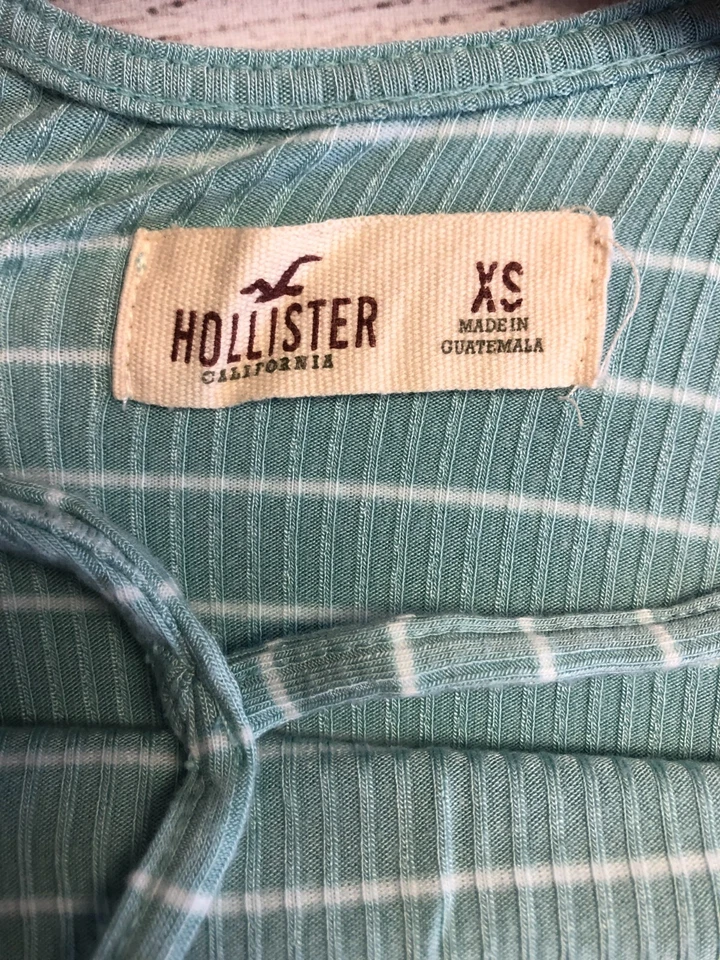 HOLLISTER
CALIFORNIA
XS
MADE IN
GUATEMALA